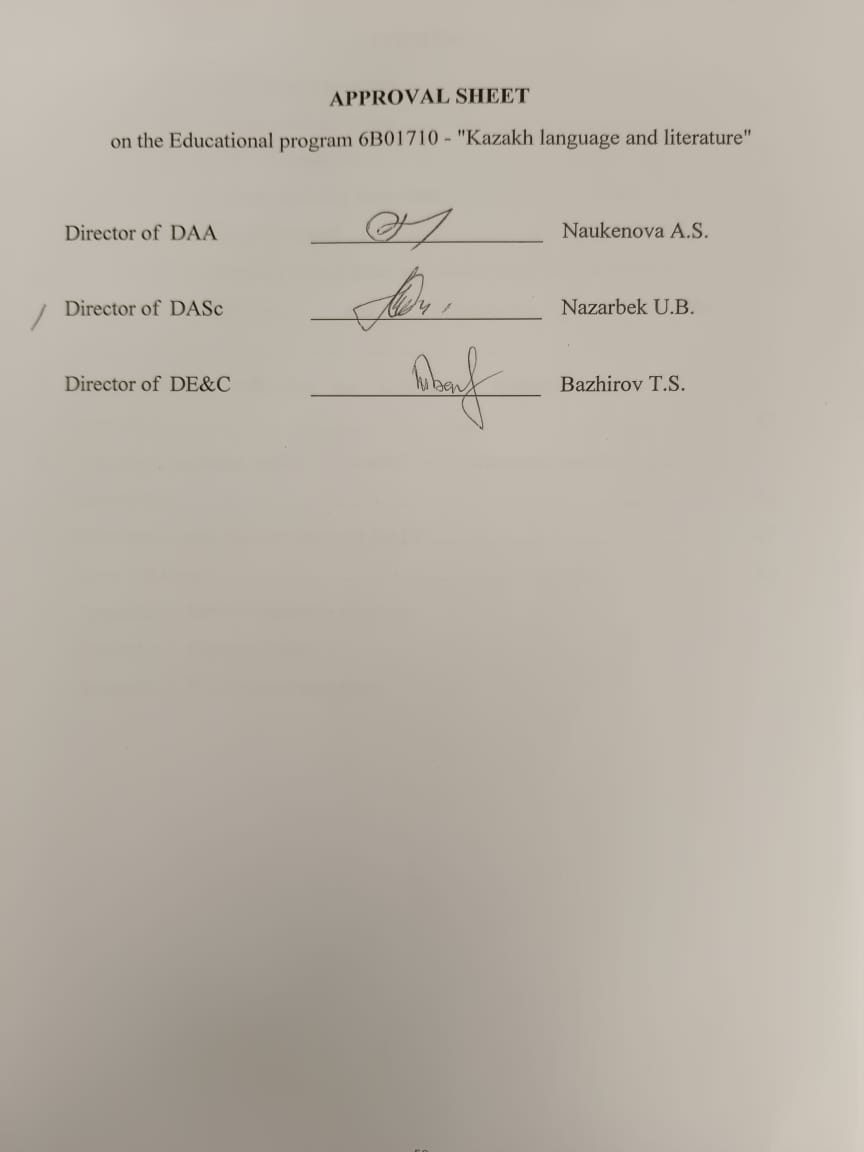 APPROVAL SHEET
on the Educational program 6B01710 - "Kazakh language and literature"
Director of DAA Naukenova A.S.
Director of DASc Nazarbek U.B.
Director of DE&C Bazhirov T.S.